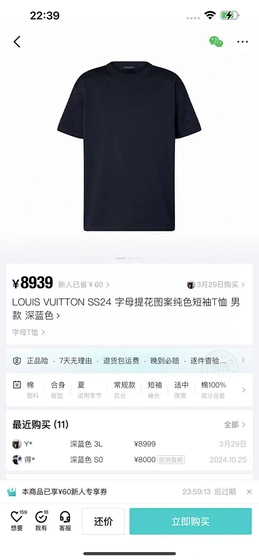 22:39
¥8939 新人已省¥60 3月29日购买
LOUIS VUITTON SS24 字母提花图案纯色短袖T恤 男
款 深蓝色
字母T恤
正品险 · 7天无理由 · 退货包运费 · 晚到必赔 · 逐件查验...
棉 合身 夏 常规款 短袖 适中 棉100%
面料 版型 适用季节 衣长 袖长 厚度 成分含量
最近购买 (11) 全部
Y* 深蓝色 3L ¥8999 3月29日
得* 深蓝色 S0 ¥8000 2024.10.25
本商品已享¥60新人专享券 23:59:13 后过期
159 18
想要 我有 客服 还价 立即购买